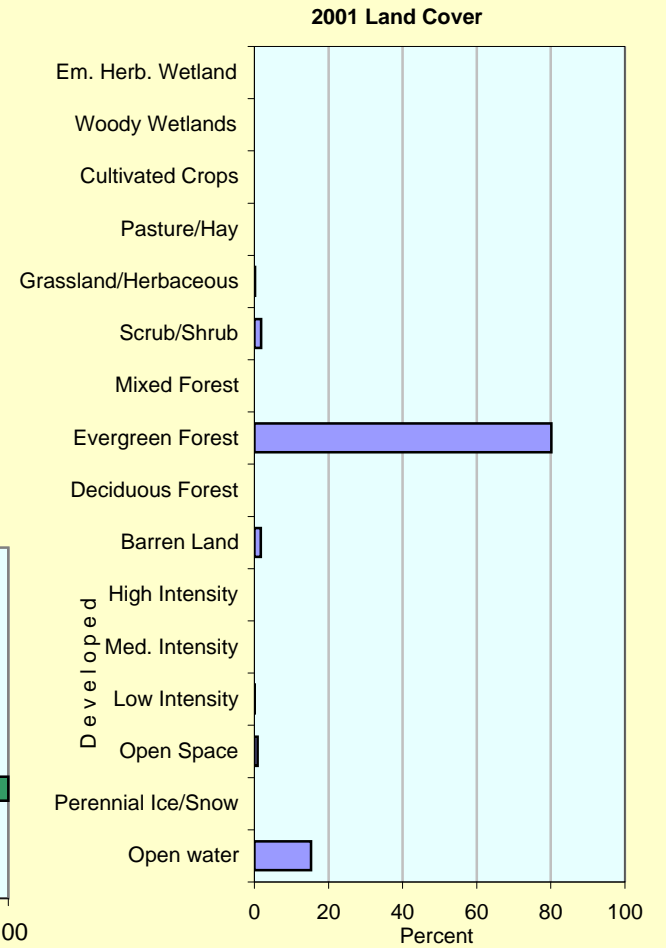 2001 Land Cover
Em. Herb. Wetland
Woody Wetlands
Cultivated Crops
Pasture/Hay
Grassland/Herbaceous
Scrub/Shrub
Mixed Forest
Evergreen Forest
Deciduous Forest
Barren Land
High Intensity
Med. Intensity
Low Intensity
Open Space
Developed
Perennial Ice/Snow
Open water
0 20 40 60 80 100
Percent
00